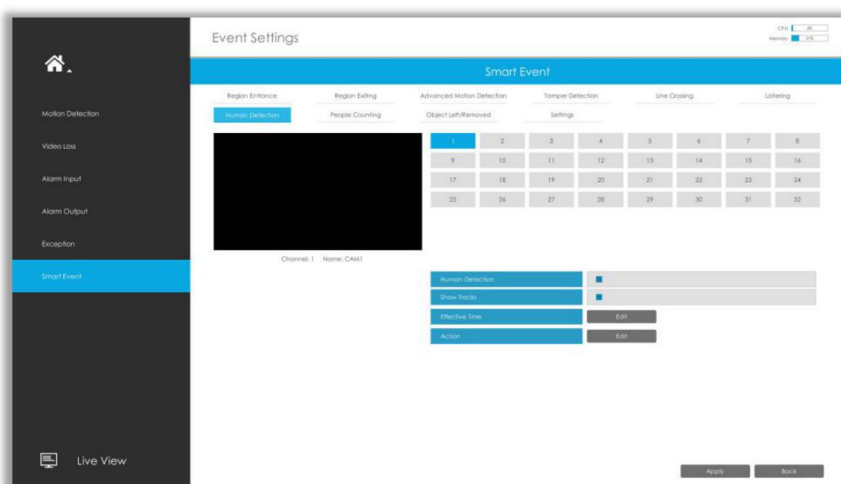 Event Settings
CPU 4%
Memory 31%
Smart Event
Region Entrance Region Exiting Advanced Motion Detection Tamper Detection Line Crossing Loitering
Human Detection People Counting Object Left/Removed Settings
Motion Detection
Video Loss
Alarm Input
Alarm Output
Exception
Smart Event
1 2 3 4 5 6 7 8
9 10 11 12 13 14 15 16
17 18 19 20 21 22 23 24
25 26 27 28 29 30 31 32
Channel: 1 Name: CAM1
Human Detection
Show Tracks
Effective Time Edit
Action Edit
Live View
Apply Back